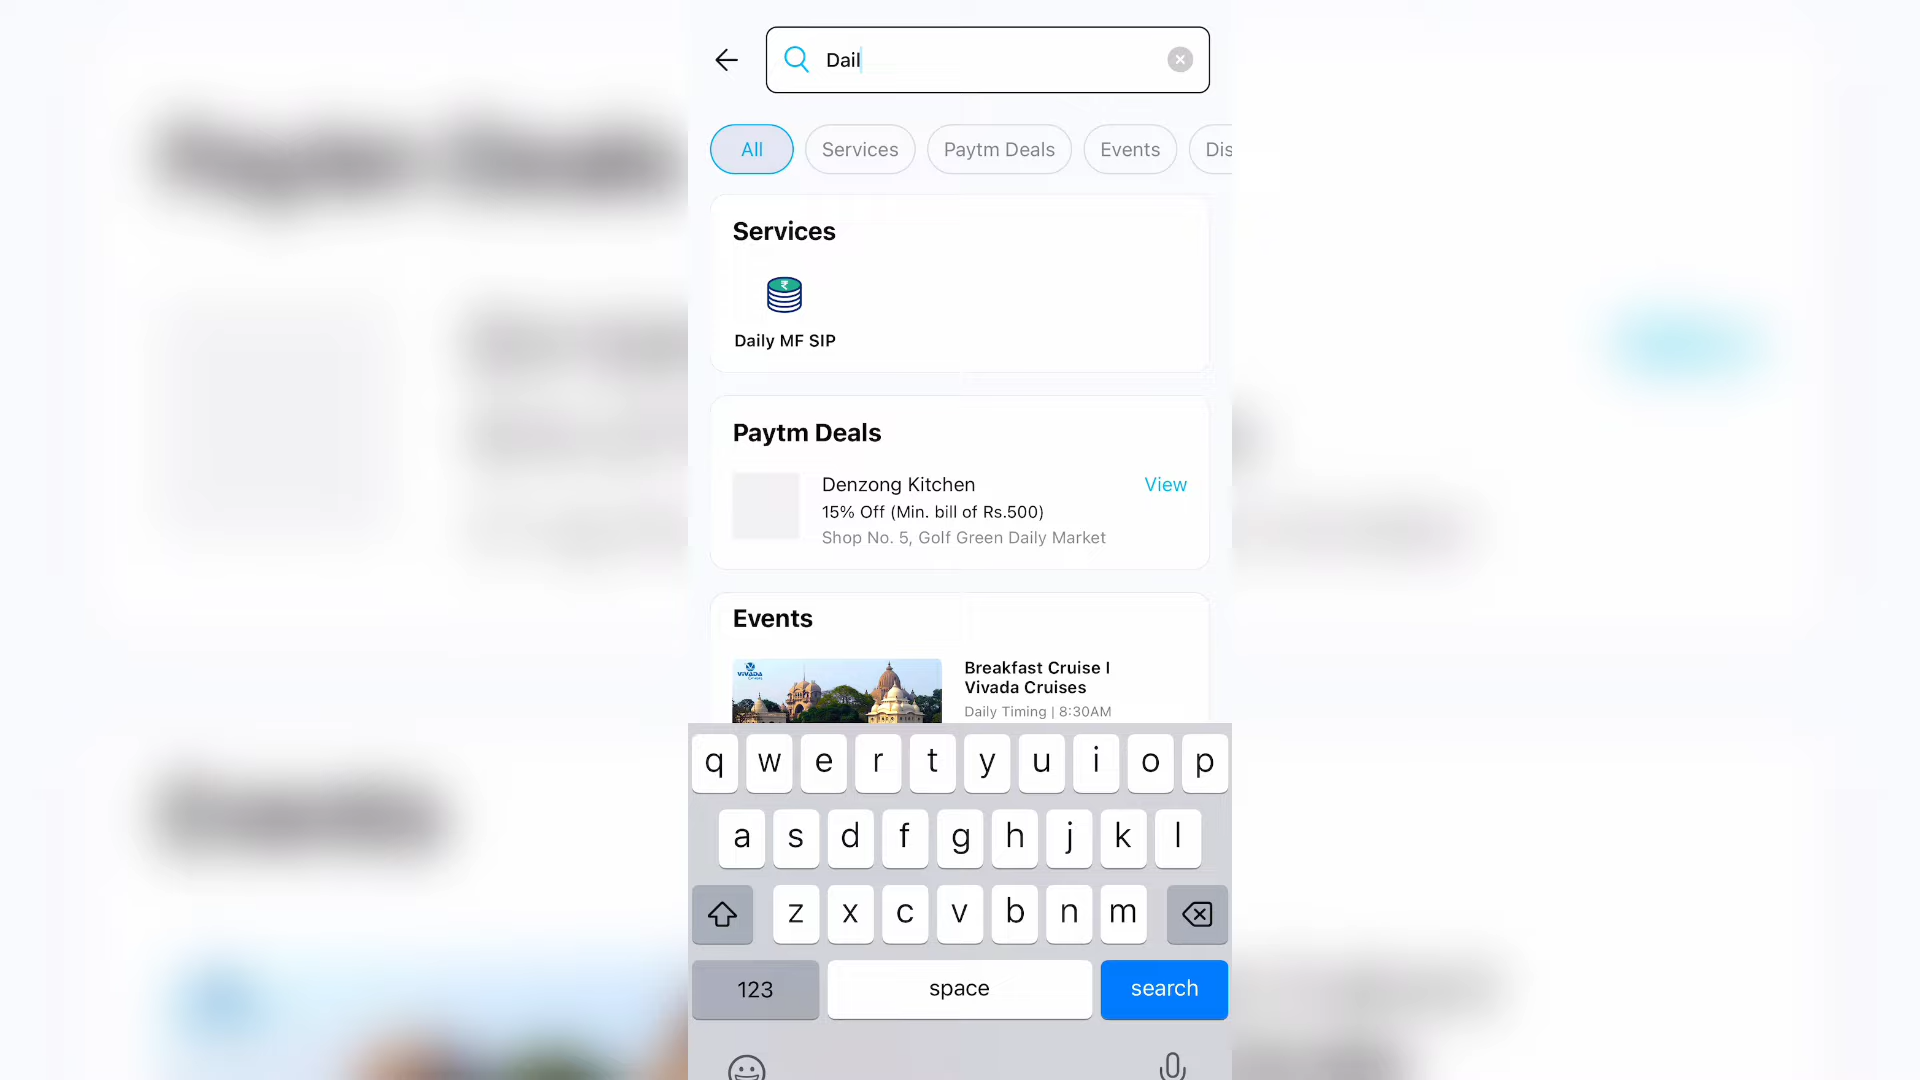 Dail
All
Services
Paytm Deals
Events
Dis
Services
₹
Daily MF SIP
Paytm Deals
Denzong Kitchen
View
15% Off (Min. bill of Rs.500)
Shop No. 5, Golf Green Daily Market
Events
VIVADA
Breakfast Cruise I
Vivada Cruises
Daily Timing | 8:30AM
q w e r t y u i o p
a s d f g h j k l
z x c v b n m
123
space
search